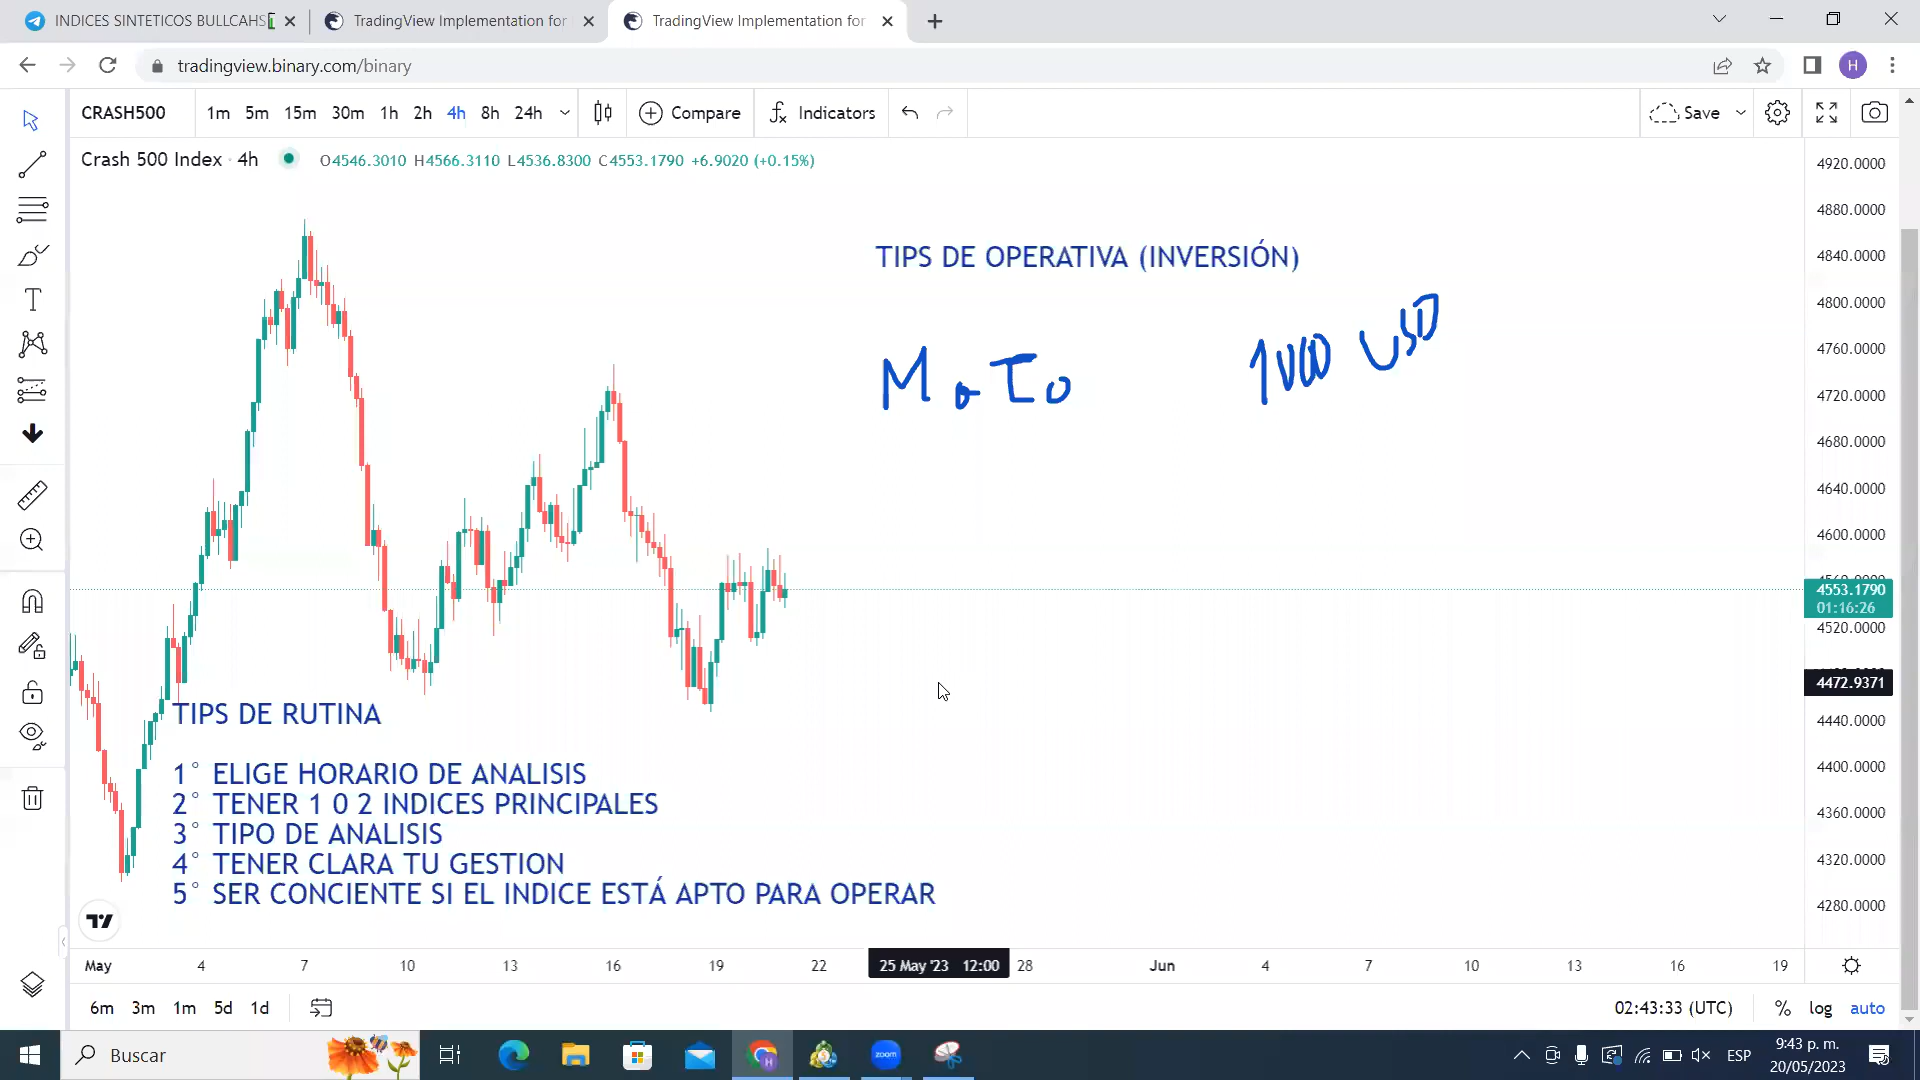 INDICES SINTETICOS BULLCAHS
TradingView Implementation for
TradingView Implementation for
tradingview.binary.com/binary
H
CRASH500
1m 5m 15m 30m 1h 2h 4h 8h 24h
Compare
Indicators
Save
Crash 500 Index · 4h
O4546.3010 H4566.3110 L4536.8300 C4553.1790 +6.9020 (+0.15%)
4920.0000
4880.0000
4840.0000
4800.0000
4760.0000
4720.0000
4680.0000
4640.0000
4600.0000
4553.1790
01:16:26
4520.0000
4472.9371
4440.0000
4400.0000
4360.0000
4320.0000
4280.0000
TIPS DE OPERATIVA (INVERSIÓN)
1000 USD
TIPS DE RUTINA
1° ELIGE HORARIO DE ANALISIS
2° TENER 1 0 2 INDICES PRINCIPALES
3° TIPO DE ANALISIS
4° TENER CLARA TU GESTION
5° SER CONCIENTE SI EL INDICE ESTÁ APTO PARA OPERAR
May 4 7 10 13 16 19 22 25 May '23 12:00 28 Jun 4 7 10 13 16 19
6m 3m 1m 5d 1d
02:43:33 (UTC) % log auto
Buscar
zoom
H
ESP
9:43 p. m.
20/05/2023